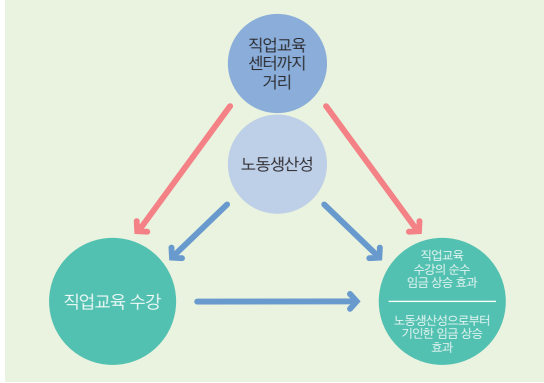 직업교육
센터까지
거리
노동생산성
직업교육 수강
직업교육
수강의 순수
임금 상승 효과
노동생산성으로부터
기인한 임금 상승
효과